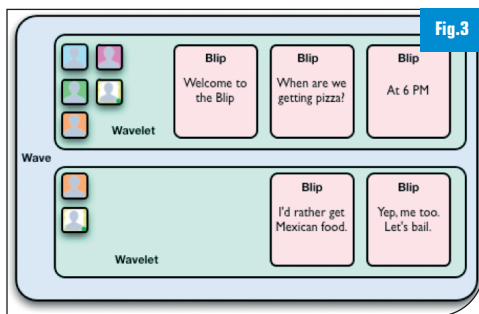 Fig.3
Blip
Welcome to
the Blip
Blip
When are we
getting pizza?
Blip
At 6 PM
Wavelet
Wave
Blip
I'd rather get
Mexican food.
Blip
Yep, me too.
Let's bail.
Wavelet